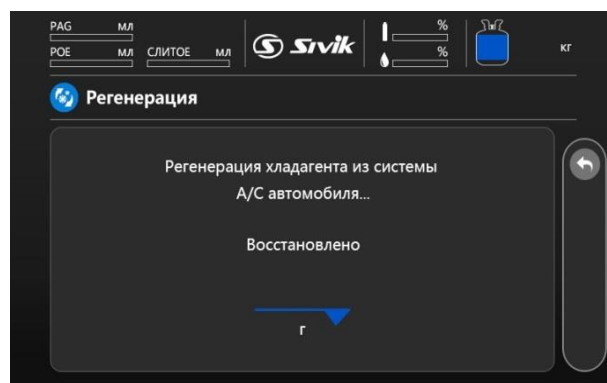 PAG мл
POE мл СЛИТОЕ мл
Sivik
%
%
кг
Регенерация
Регенерация хладагента из системы
A/C автомобиля...
Восстановлено
г